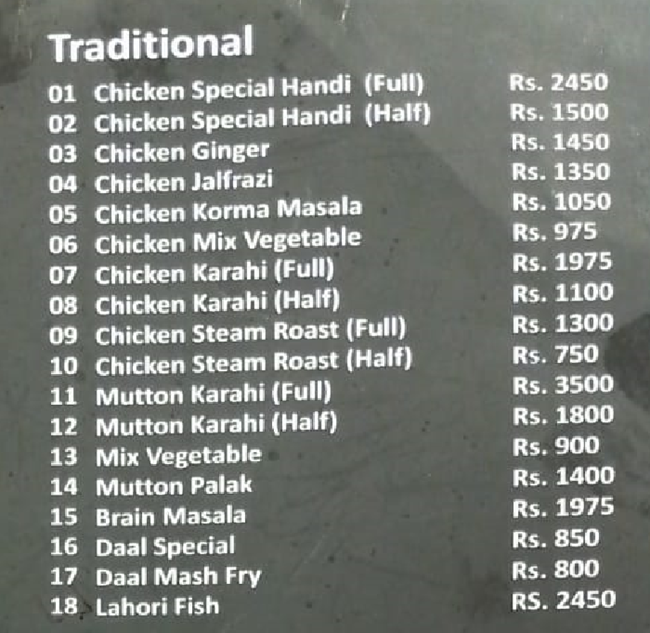 Traditional
01 Chicken Special Handi (Full) Rs. 2450
02 Chicken Special Handi (Half) Rs. 1500
03 Chicken Ginger Rs. 1450
04 Chicken Jalfrazi Rs. 1350
05 Chicken Korma Masala Rs. 1050
06 Chicken Mix Vegetable Rs. 975
07 Chicken Karahi (Full) Rs. 1975
08 Chicken Karahi (Half) Rs. 1100
09 Chicken Steam Roast (Full) Rs. 1300
10 Chicken Steam Roast (Half) Rs. 750
11 Mutton Karahi (Full) Rs. 3500
12 Mutton Karahi (Half) Rs. 1800
13 Mix Vegetable Rs. 900
14 Mutton Palak Rs. 1400
15 Brain Masala Rs. 1975
16 Daal Special Rs. 850
17 Daal Mash Fry Rs. 800
18 Lahori Fish RS. 2450